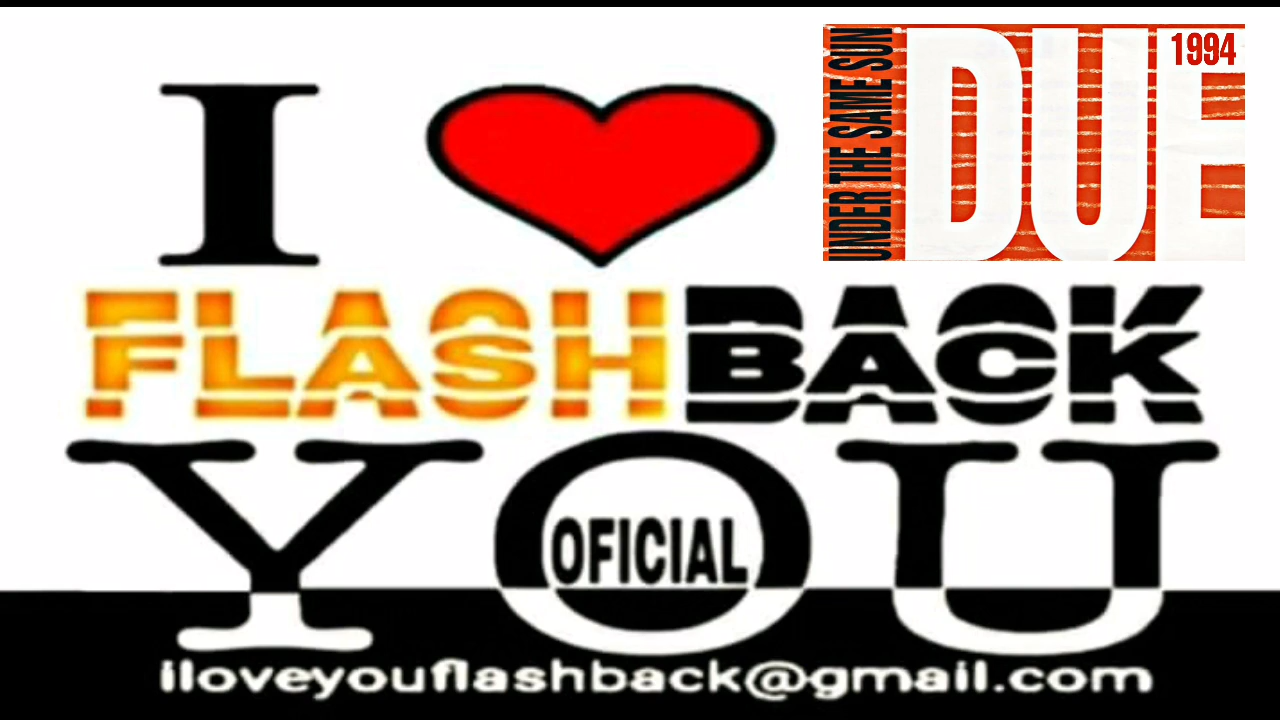 I
FLASHBACK
YOU
OFICIAL
iloveyouflashback@gmail.com
UNDER THE SAME SUN
DUE
1994